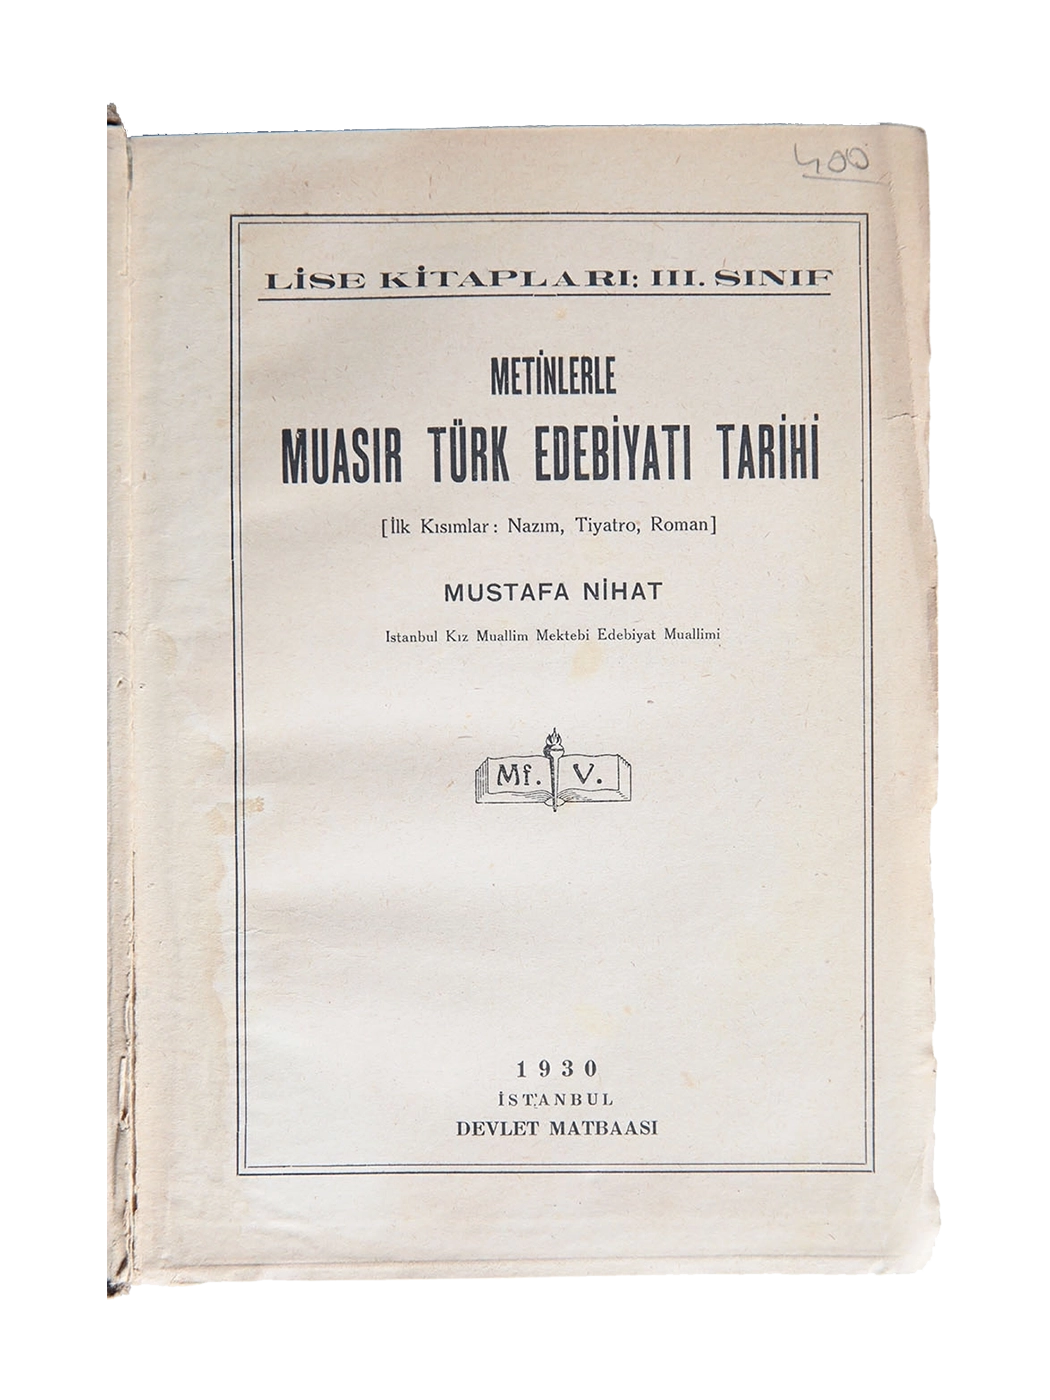 400
LİSE KİTAPLARI: III. SINIF
METİNLERLE
MUASIR TÜRK EDEBİYATI TARİHİ
[İlk Kısımlar: Nazım, Tiyatro, Roman]
MUSTAFA NİHAT
Istanbul Kız Muallim Mektebi Edebiyat Muallimi
Mf. V.
1930
İSTANBUL
DEVLET MATBAASI